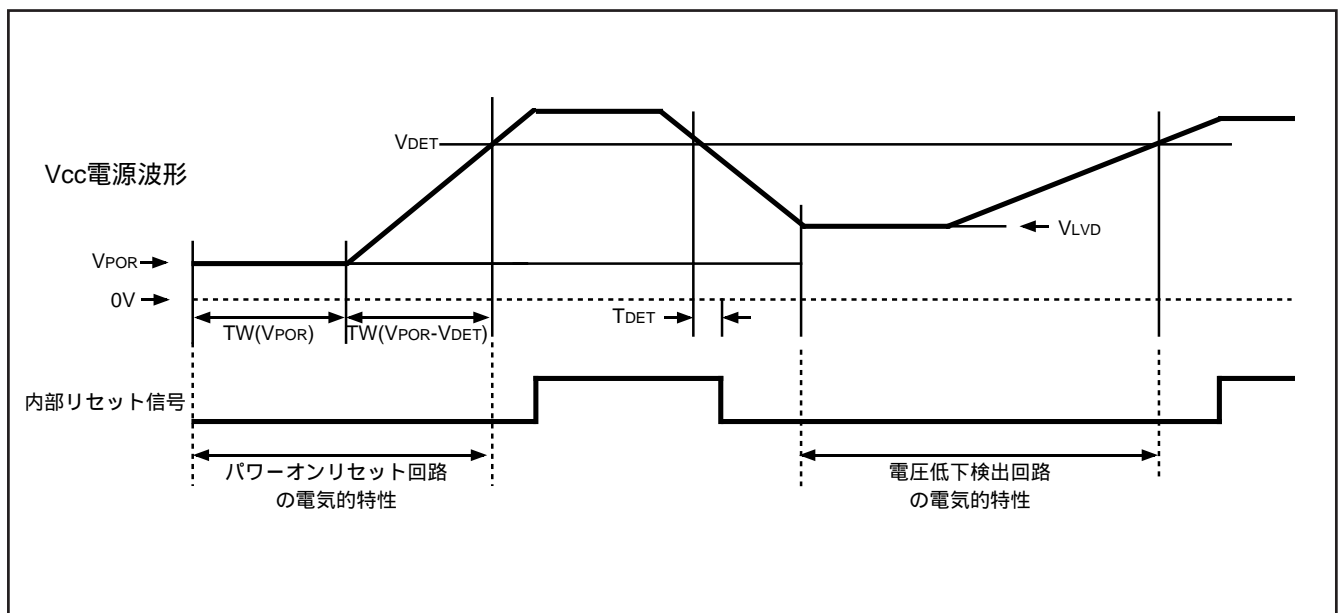 VDET
Vcc電源波形
VLVD
VPOR
0V
TDET
TW(VPOR)
TW(VPOR-VDET)
内部リセット信号
パワーオンリセット回路
の電気的特性
電圧低下検出回路
の電気的特性